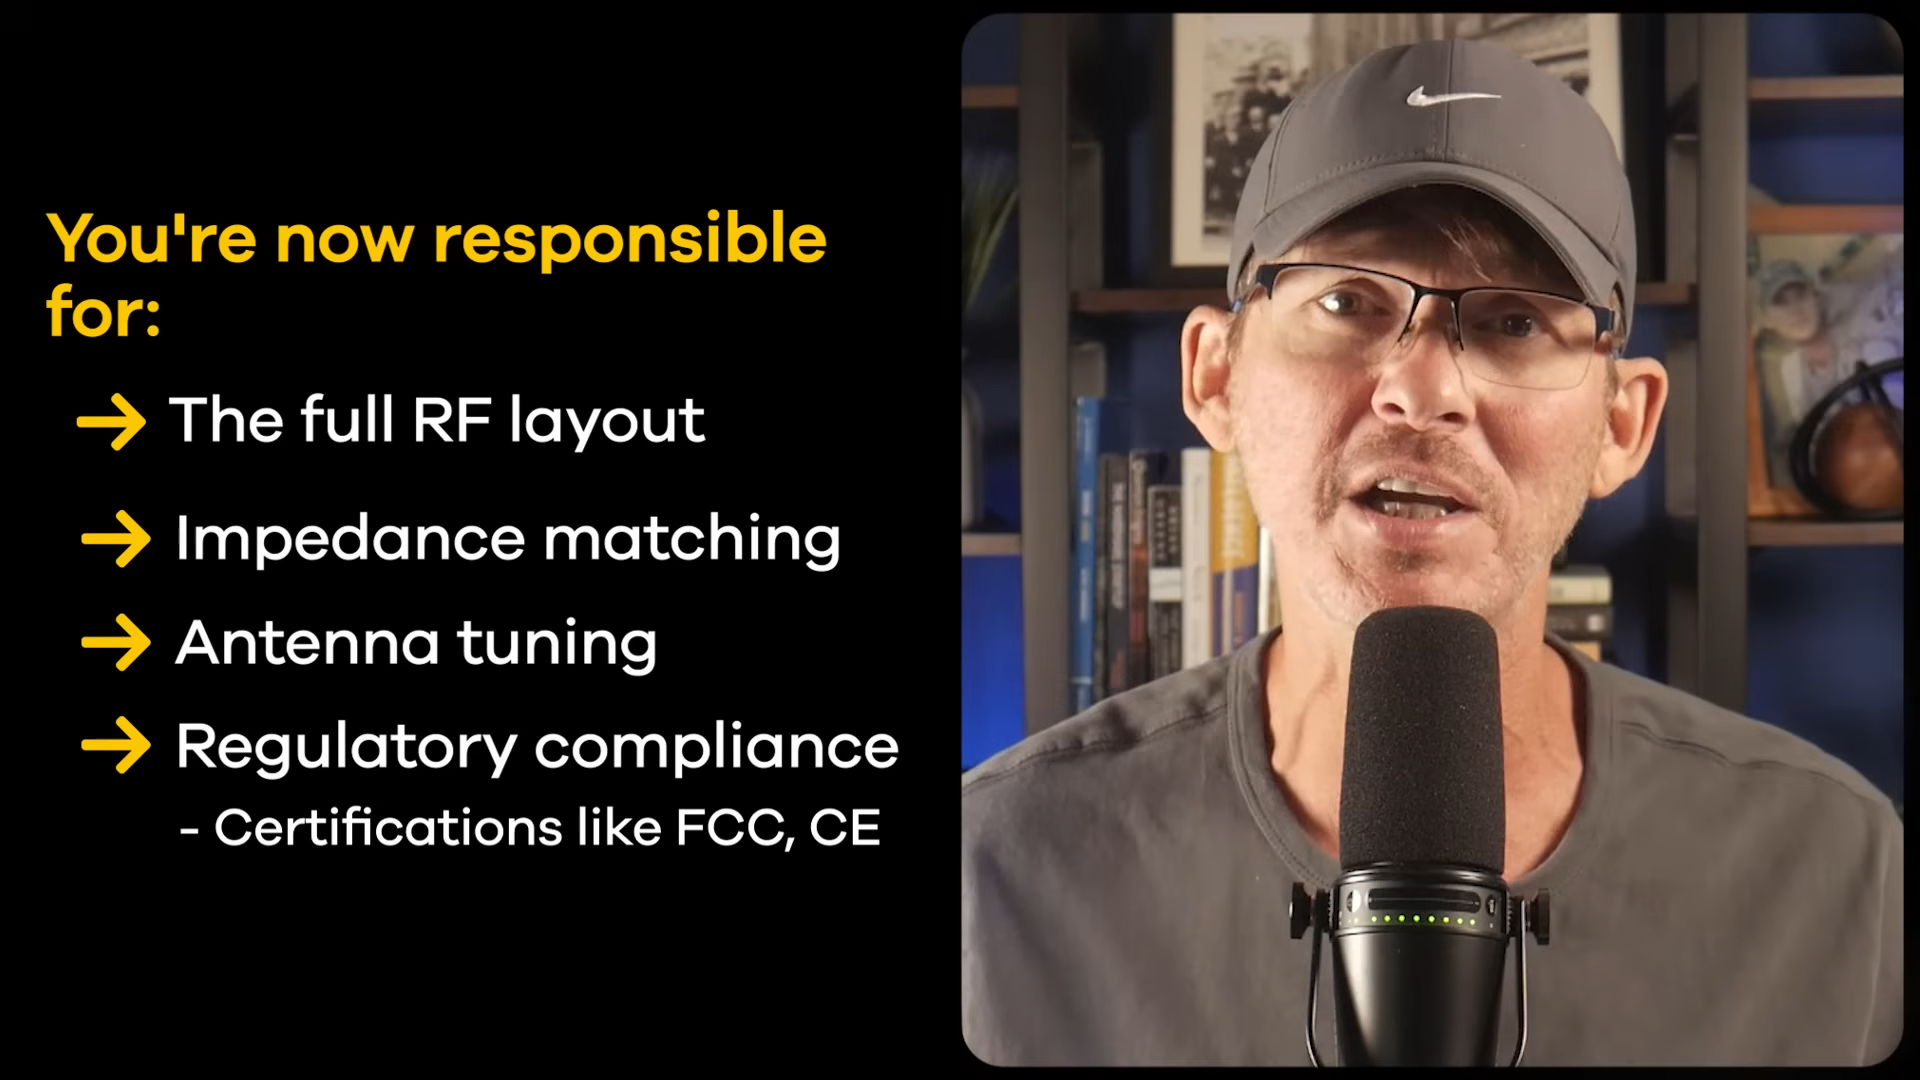 You're now responsible
for:
The full RF layout
Impedance matching
Antenna tuning
Regulatory compliance
- Certifications like FCC, CE